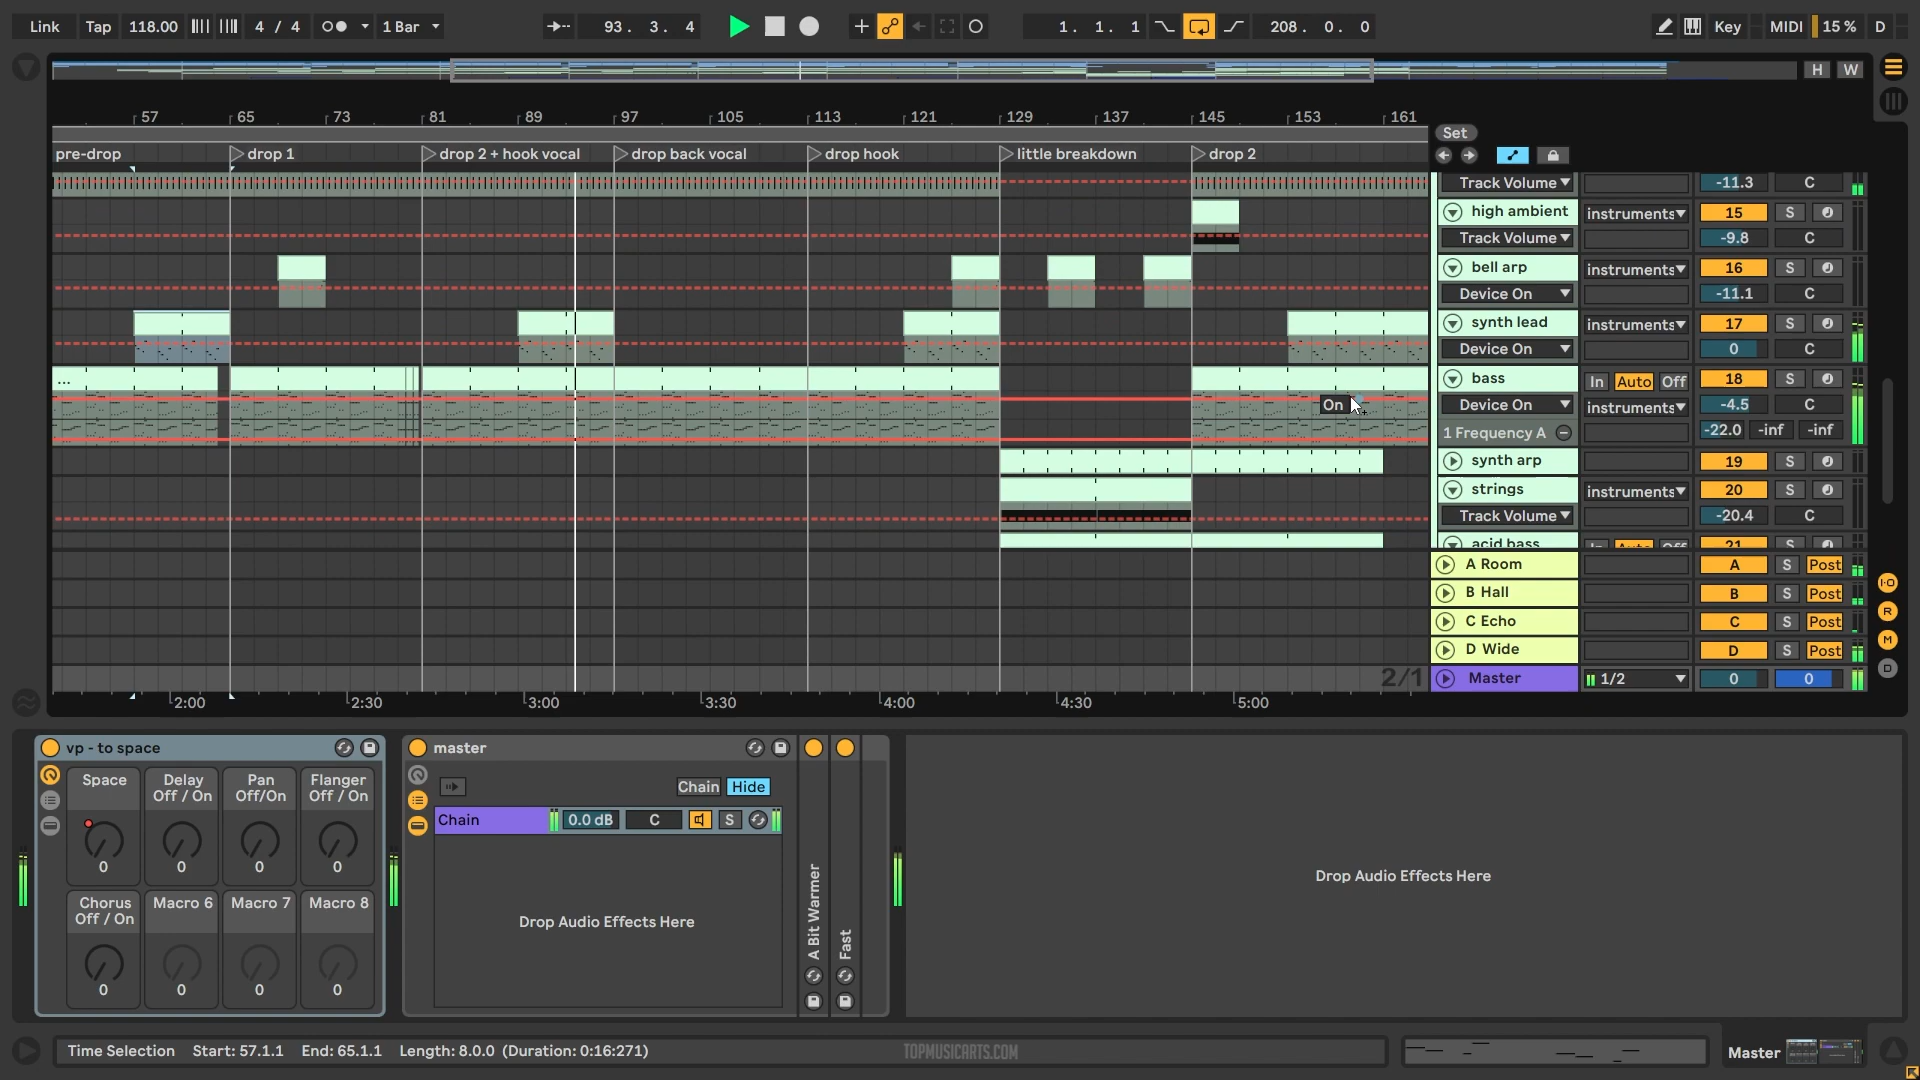 Link Tap 118.00 4 / 4 1 Bar 93. 3. 4 1. 1. 1 208. 0. 0 Key MIDI 15 % D
H W
57 65 73 81 89 97 105 113 121 129 137 145 153 161
Set
pre-drop drop 1 drop 2 + hook vocal drop back vocal drop hook little breakdown drop 2
Track Volume -11.3 C
high ambient instruments 15 S
Track Volume -9.8 C
bell arp instruments 16 S
Device On -11.1 C
synth lead instruments 17 S
Device On 0 C
... bass In Auto Off 18 S
On Device On instruments -4.5 C
1 Frequency A -22.0 -inf -inf
synth arp 19 S
strings instruments 20 S
Track Volume -20.4 C
acid bass In Auto Off 21 S
A Room A S Post
B Hall B S Post
C Echo C S Post
D Wide D S Post
2/1 Master 1/2 0 0
I·O
R
M
D
2:00 2:30 3:00 3:30 4:00 4:30 5:00
vp - to space
Space Delay Off / On Pan Off/On Flanger Off / On
0 0 0 0
Chorus Off / On Macro 6 Macro 7 Macro 8
0 0 0 0
master
Chain Hide
Chain 0.0 dB C S
Drop Audio Effects Here
A Bit Warmer
Fast
Drop Audio Effects Here
Time Selection Start: 57.1.1 End: 65.1.1 Length: 8.0.0 (Duration: 0:16:271)
TOPMUSICARTS.COM
Master